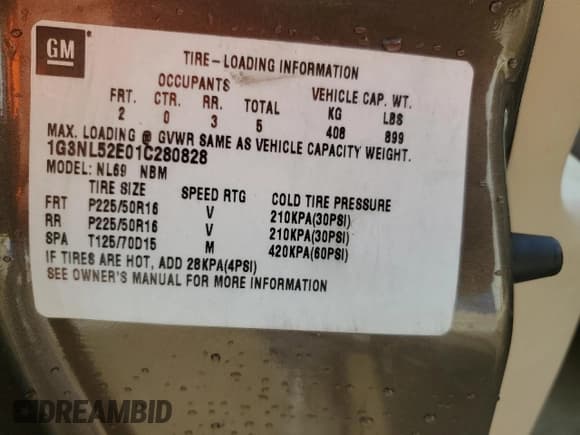 GM
TIRE-LOADING INFORMATION
OCCUPANTS VEHICLE CAP. WT.
FRT. CTR. RR. TOTAL KG LBS
2 0 3 5 408 899
MAX. LOADING @ GVWR SAME AS VEHICLE CAPACITY WEIGHT.
1G3NL52E01C280828
MODEL: NL69 NBM
TIRE SIZE SPEED RTG COLD TIRE PRESSURE
FRT P225/50R16 V 210KPA(30PSI)
RR P225/50R16 V 210KPA(30PSI)
SPA T125/70D15 M 420KPA(60PSI)
IF TIRES ARE HOT, ADD 28KPA(4PSI)
SEE OWNER'S MANUAL FOR MORE INFORMATION
DREAMBID